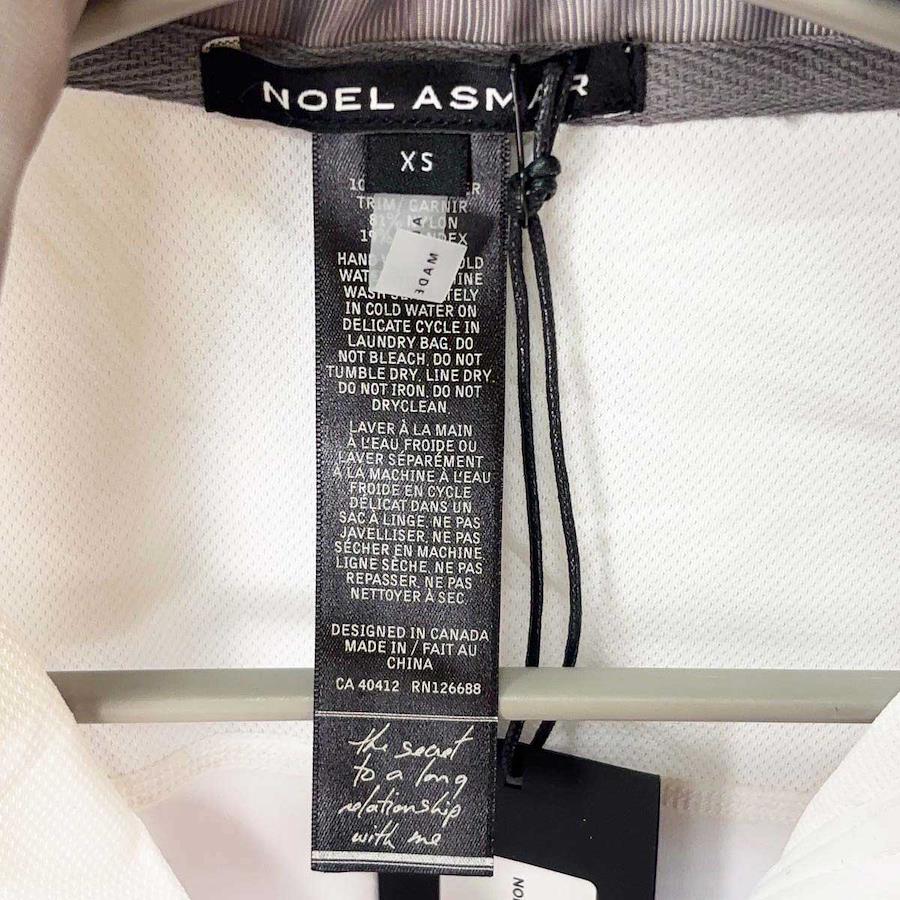 NOEL ASMAR
XS
TRIM/GARNIR
81% NYLON
MADE
HAND
IN COLD WATER ON
DELICATE CYCLE IN
LAUNDRY BAG, DO
NOT BLEACH, DO NOT
TUMBLE DRY, LINE DRY,
DO NOT IRON, DO NOT
DRYCLEAN.
LAVER À LA MAIN
À L'EAU FROIDE OU
LAVER SÉPARÉMENT
À LA MACHINE À L'EAU
FROIDE EN CYCLE
DÉLICAT DANS UN
SAC À LINGE, NE PAS
JAVELLISER, NE PAS
SÉCHER EN MACHINE
LIGNE SÈCHE, NE PAS
REPASSER, NE PAS
NETTOYER À SEC.
DESIGNED IN CANADA
MADE IN / FAIT AU
CHINA
CA 40412 RN126688
the secret
to a long
relationship
with me